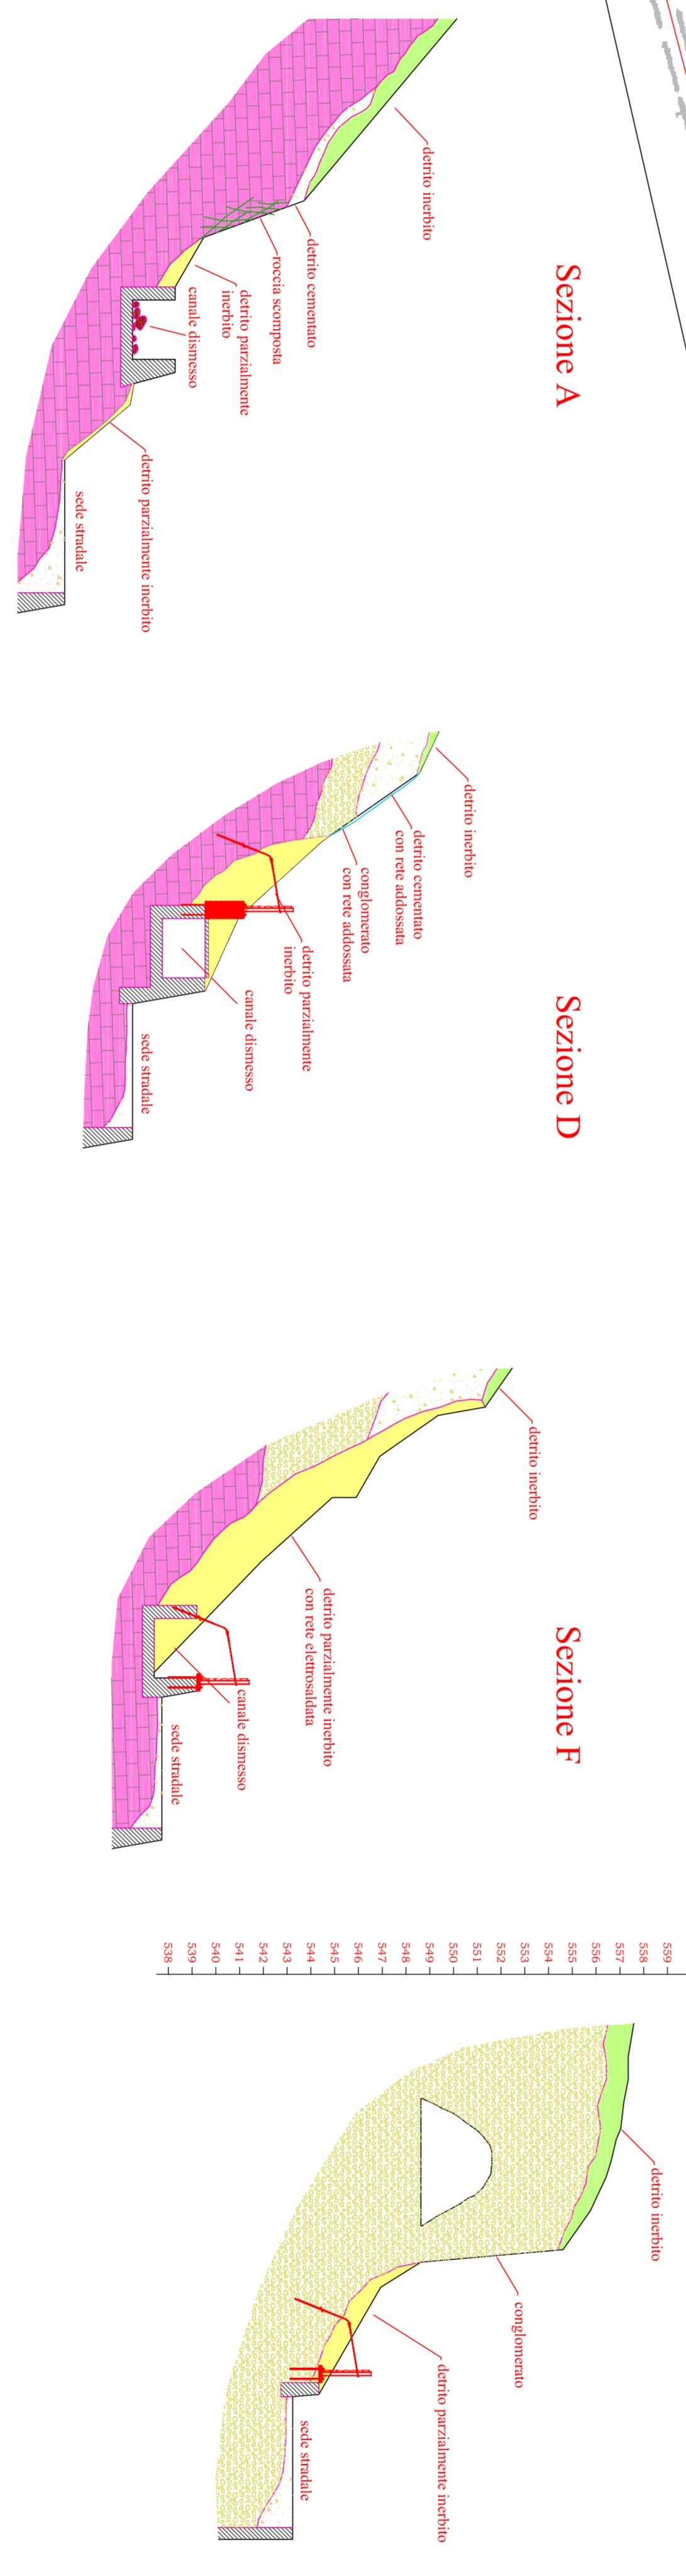 Sezione A
detrito inerbito
detrito cementato
roccia scomposta
detrito parzialmente
inerbito
canale dismesso
detrito parzialmente inerbito
sede stradale
Sezione D
detrito inerbito
detrito cementato
con rete addossata
conglomerato
con rete addossata
detrito parzialmente
inerbito
canale dismesso
sede stradale
Sezione F
detrito inerbito
detrito parzialmente inerbito
con rete elettrosaldata
canale dismesso
sede stradale
559
558
557
556
555
554
553
552
551
550
549
548
547
546
545
544
543
542
541
540
539
538
detrito inerbito
conglomerato
detrito parzialmente inerbito
sede stradale